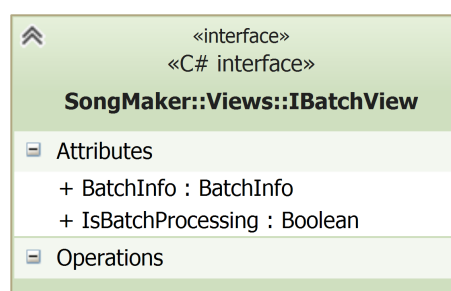 «interface»
«C# interface»
SongMaker::Views::IBatchView
Attributes
+ BatchInfo : BatchInfo
+ IsBatchProcessing : Boolean
Operations